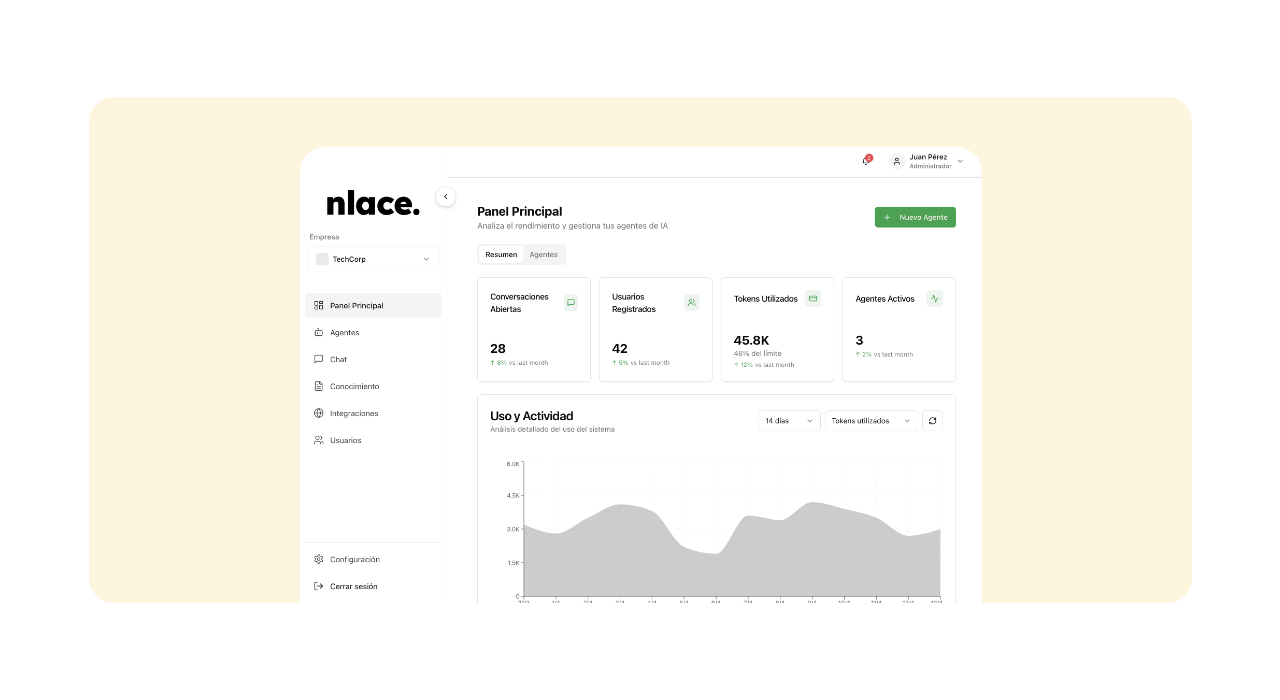 Juan Pérez
Administrador
nlace.
Empresa
TechCorp
Panel Principal
Agentes
Chat
Conocimiento
Integraciones
Usuarios
Configuración
Cerrar sesión
Panel Principal
Analiza el rendimiento y gestiona tus agentes de IA
Nuevo Agente
Resumen Agentes
Conversaciones
Abiertas
28
↑ 8% vs last month
Usuarios
Registrados
42
↑ 5% vs last month
Tokens Utilizados
45.8K
46% del límite
↑ 12% vs last month
Agentes Activos
3
↑ 2% vs last month
Uso y Actividad
Análisis detallado del uso del sistema
14 días
Tokens utilizados
6.0K
4.5K
3.0K
1.5K
0